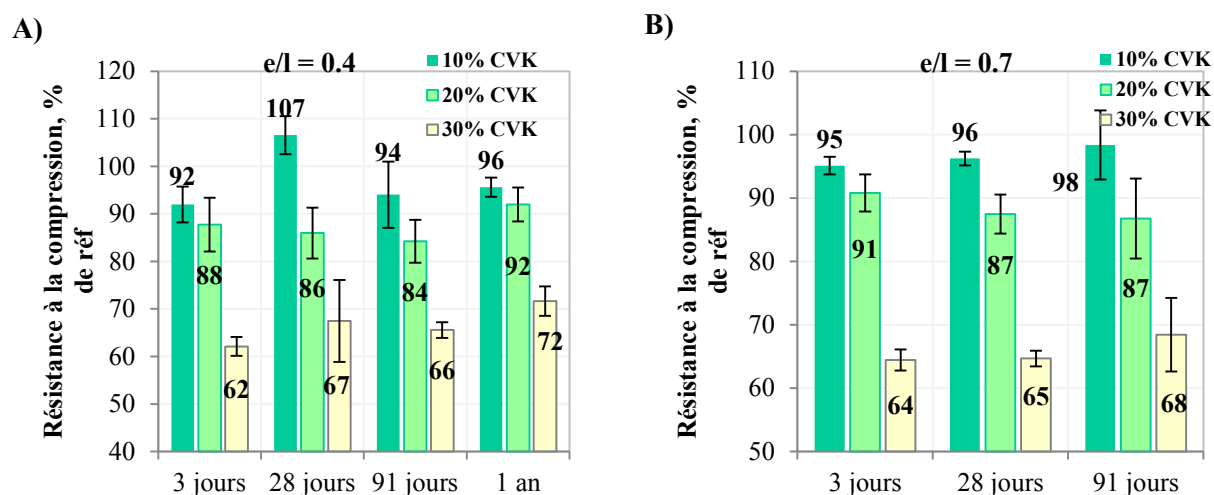 A)
Résistance à la compression, %
de réf
e/l = 0.4
10% CVK
20% CVK
30% CVK
120
110
100
90
80
70
60
50
40
92
88
62
107
86
67
94
84
66
96
92
72
3 jours
28 jours
91 jours
1 an
B)
Résistance à la compression, %
de réf
e/l = 0.7
10% CVK
20% CVK
30% CVK
110
100
90
80
70
60
50
95
91
64
96
87
65
98
87
68
3 jours
28 jours
91 jours